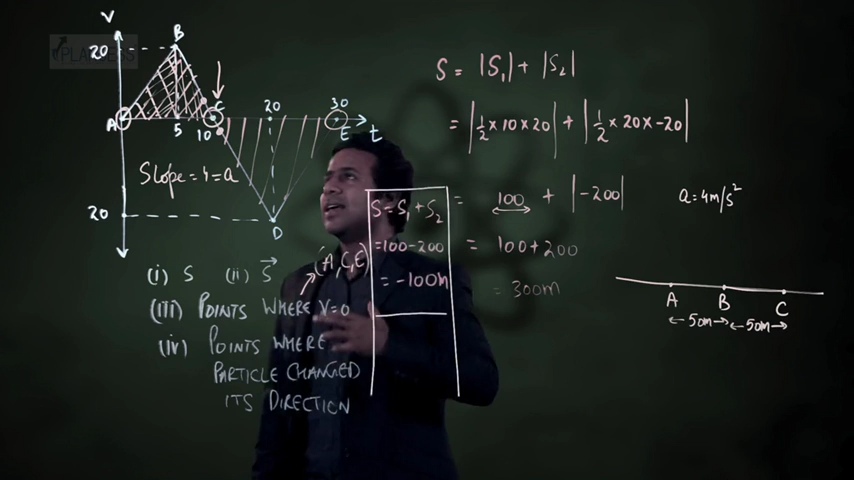 V
B
20
C
20
30
A
5
10
E
t
Slope = 4 = a
20
D
(i) S (ii) S⃗
(A, C, E)
(iii) POINTS WHERE V=0
(iv) POINTS WHERE
PARTICLE CHANGED
ITS DIRECTION
S = S₁ + S₂
= 100 - 200
= -100m
S = |S₁| + |S₂|
= |½ × 10 × 20| + |½ × 20 × -20|
= 100 + |-200|
= 100 + 200
= 300m
a = 4 m/s²
A B C
50m 50m